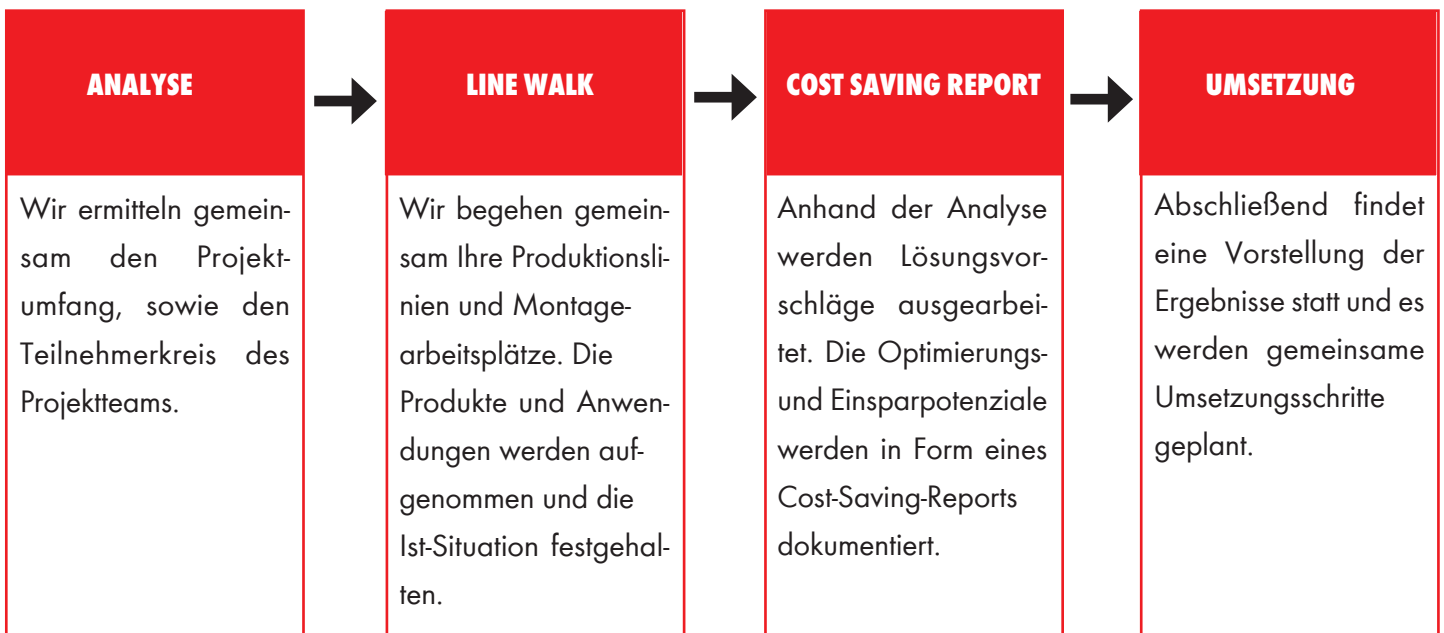 ANALYSE
Wir ermitteln gemein-
sam den Projekt-
umfang, sowie den
Teilnehmerkreis des
Projektteams.
LINE WALK
Wir begehen gemein-
sam Ihre Produktionsli-
nien und Montage-
arbeitsplätze. Die
Produkte und Anwen-
dungen werden auf-
genommen und die
Ist-Situation festgehal-
ten.
COST SAVING REPORT
Anhand der Analyse
werden Lösungsvor-
schläge ausgearbei-
tet. Die Optimierungs-
und Einsparpotenziale
werden in Form eines
Cost-Saving-Reports
dokumentiert.
UMSETZUNG
Abschließend findet
eine Vorstellung der
Ergebnisse statt und es
werden gemeinsame
Umsetzungsschritte
geplant.